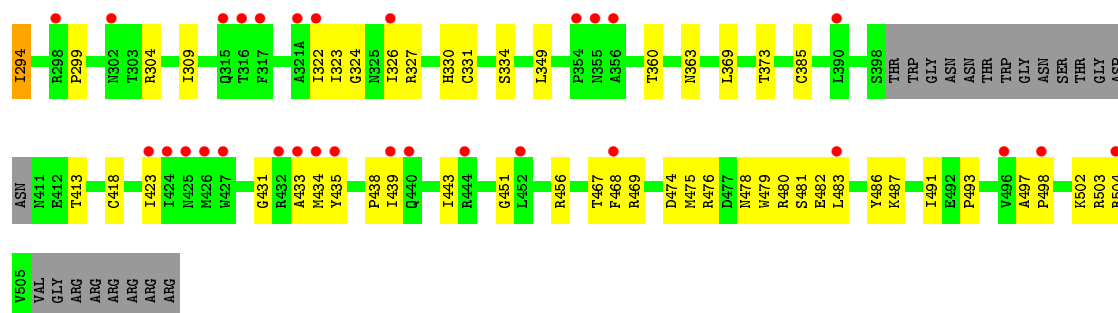 I294 R298 P299 N302 T303 R304 I309 Q315 T316 F317 A321A I322 I323 G324 N325 I326 R327 H330 C331 S334 L349 P354 N355 A356 T360 N363 L369 T373 C385 L390 S398 THR TRP GLY ASN ASN THR TRP GLY ASN SER THR GLY ASP
ASN N411 E412 T413 C418 I423 I424 N425 M426 W427 G431 R432 A433 M434 Y435 P438 I439 Q440 I443 R444 G451 L452 R456 T467 F468 R469 D474 M475 R476 D477 N478 W479 R480 S481 E482 L483 Y486 K487 I491 E492 P493 V496 A497 P498 K502 R503 R504
V505 VAL GLY ARG ARG ARG ARG ARG ARG